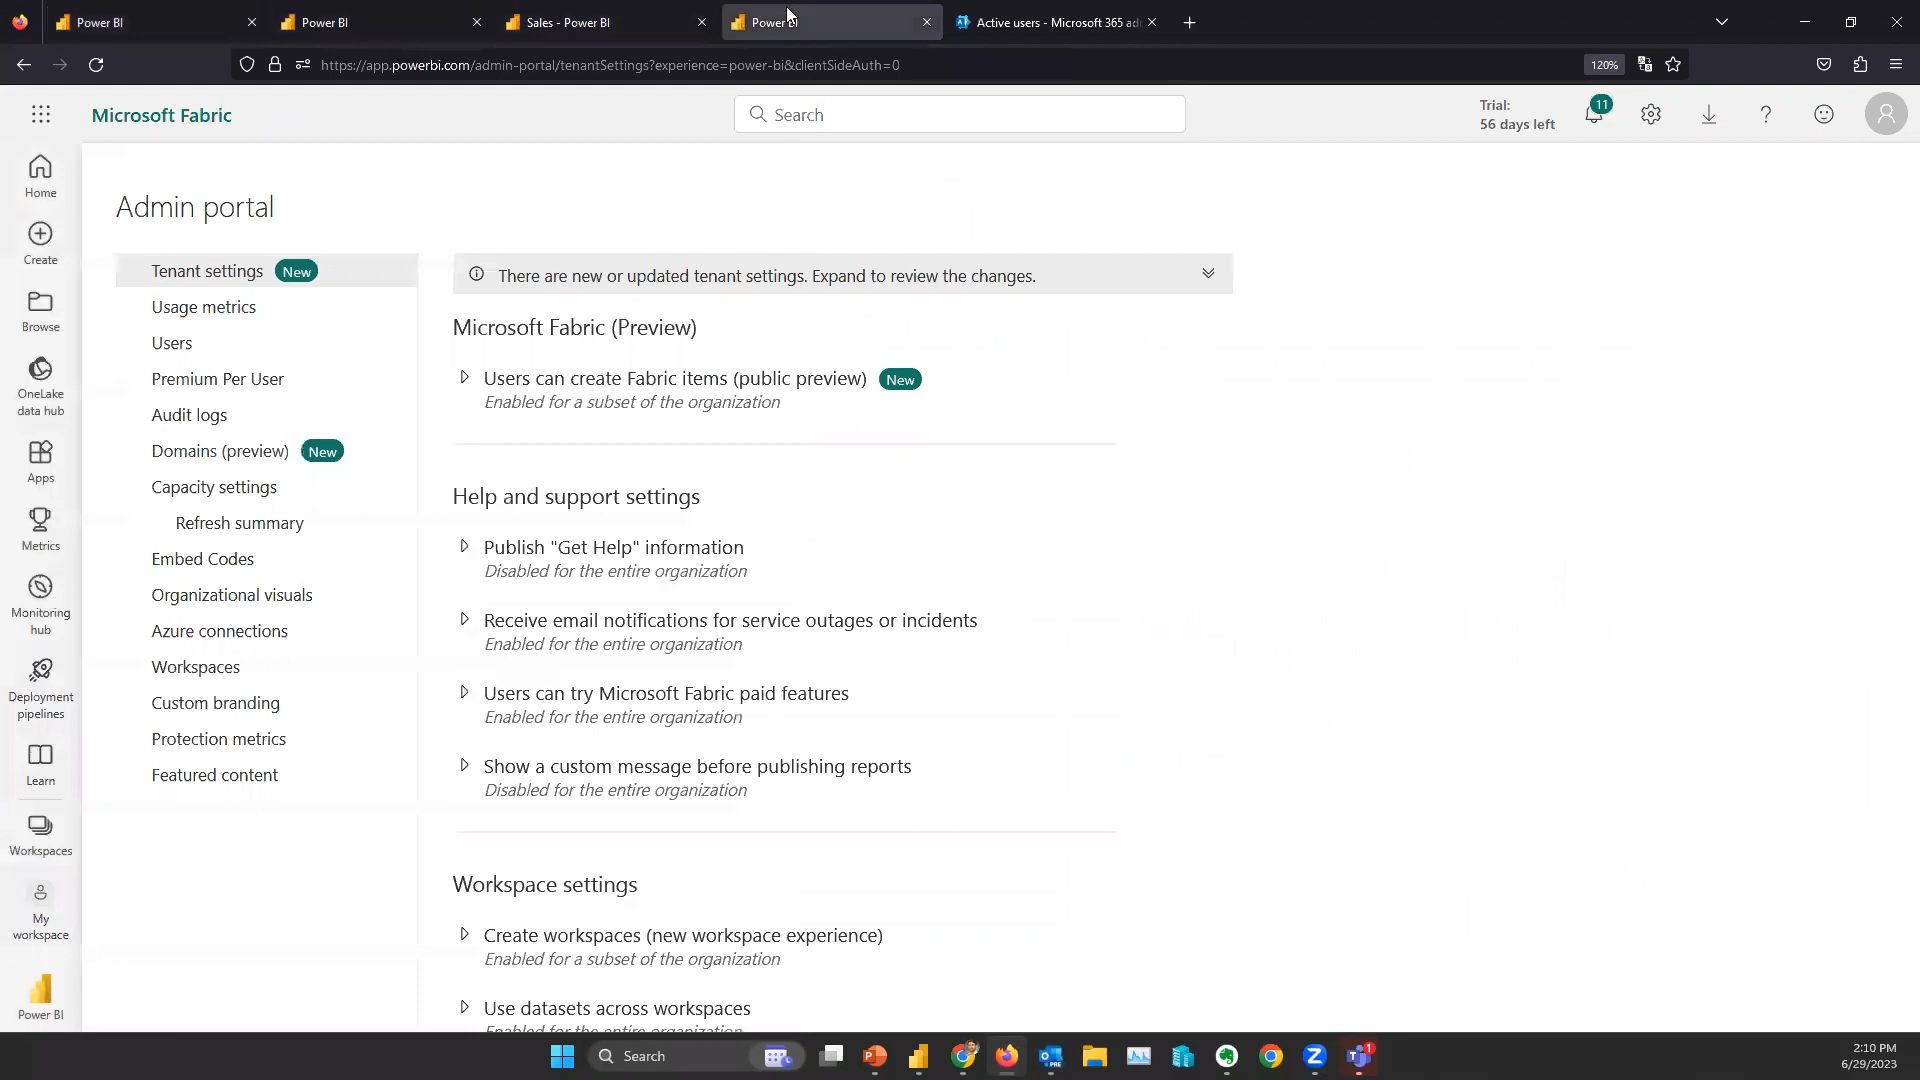 Power BI
Power BI
Sales - Power BI
Power BI
Active users - Microsoft 365 ad
https://app.powerbi.com/admin-portal/tenantSettings?experience=power-bi&clientSideAuth=0
120%
Microsoft Fabric
Search
Trial:
56 days left
11
Home
Create
Browse
OneLake
data hub
Apps
Metrics
Monitoring
hub
Deployment
pipelines
Learn
Workspaces
My
workspace
Power BI
Admin portal
Tenant settings New
Usage metrics
Users
Premium Per User
Audit logs
Domains (preview) New
Capacity settings
Refresh summary
Embed Codes
Organizational visuals
Azure connections
Workspaces
Custom branding
Protection metrics
Featured content
There are new or updated tenant settings. Expand to review the changes.
Microsoft Fabric (Preview)
Users can create Fabric items (public preview) New
Enabled for a subset of the organization
Help and support settings
Publish "Get Help" information
Disabled for the entire organization
Receive email notifications for service outages or incidents
Enabled for the entire organization
Users can try Microsoft Fabric paid features
Enabled for the entire organization
Show a custom message before publishing reports
Disabled for the entire organization
Workspace settings
Create workspaces (new workspace experience)
Enabled for a subset of the organization
Use datasets across workspaces
Enabled for the entire organization
Search
PRE
1
2:10 PM
6/29/2023